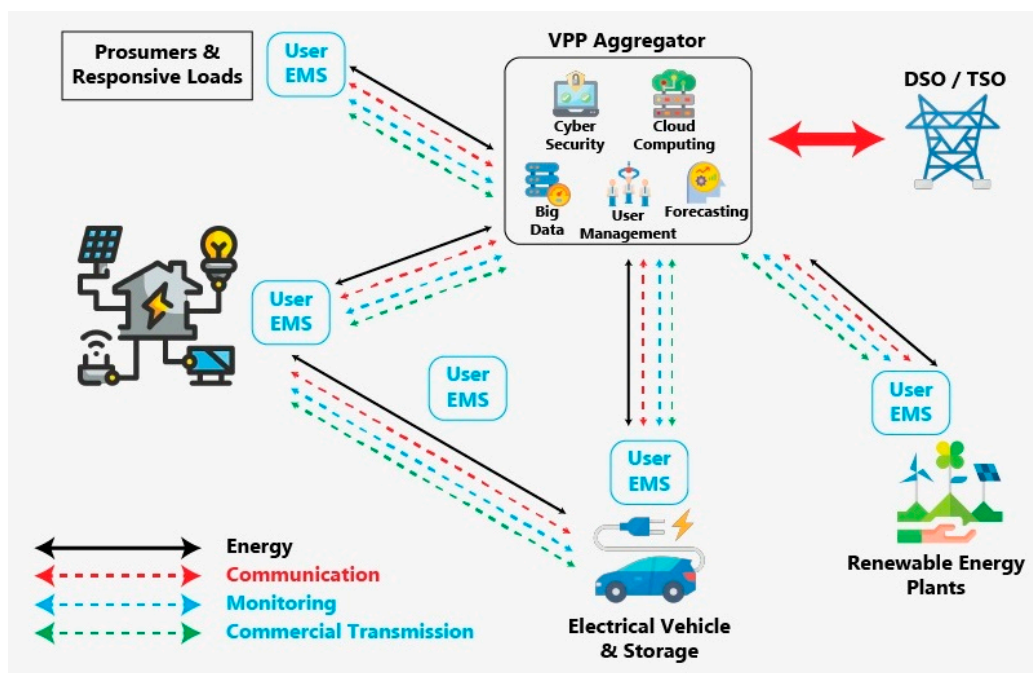 Prosumers &
Responsive Loads
User
EMS
VPP Aggregator
Cyber
Security
Cloud
Computing
Big
Data
User
Management
Forecasting
DSO / TSO
User
EMS
User
EMS
User
EMS
User
EMS
Energy
Communication
Monitoring
Commercial Transmission
Electrical Vehicle
& Storage
Renewable Energy
Plants